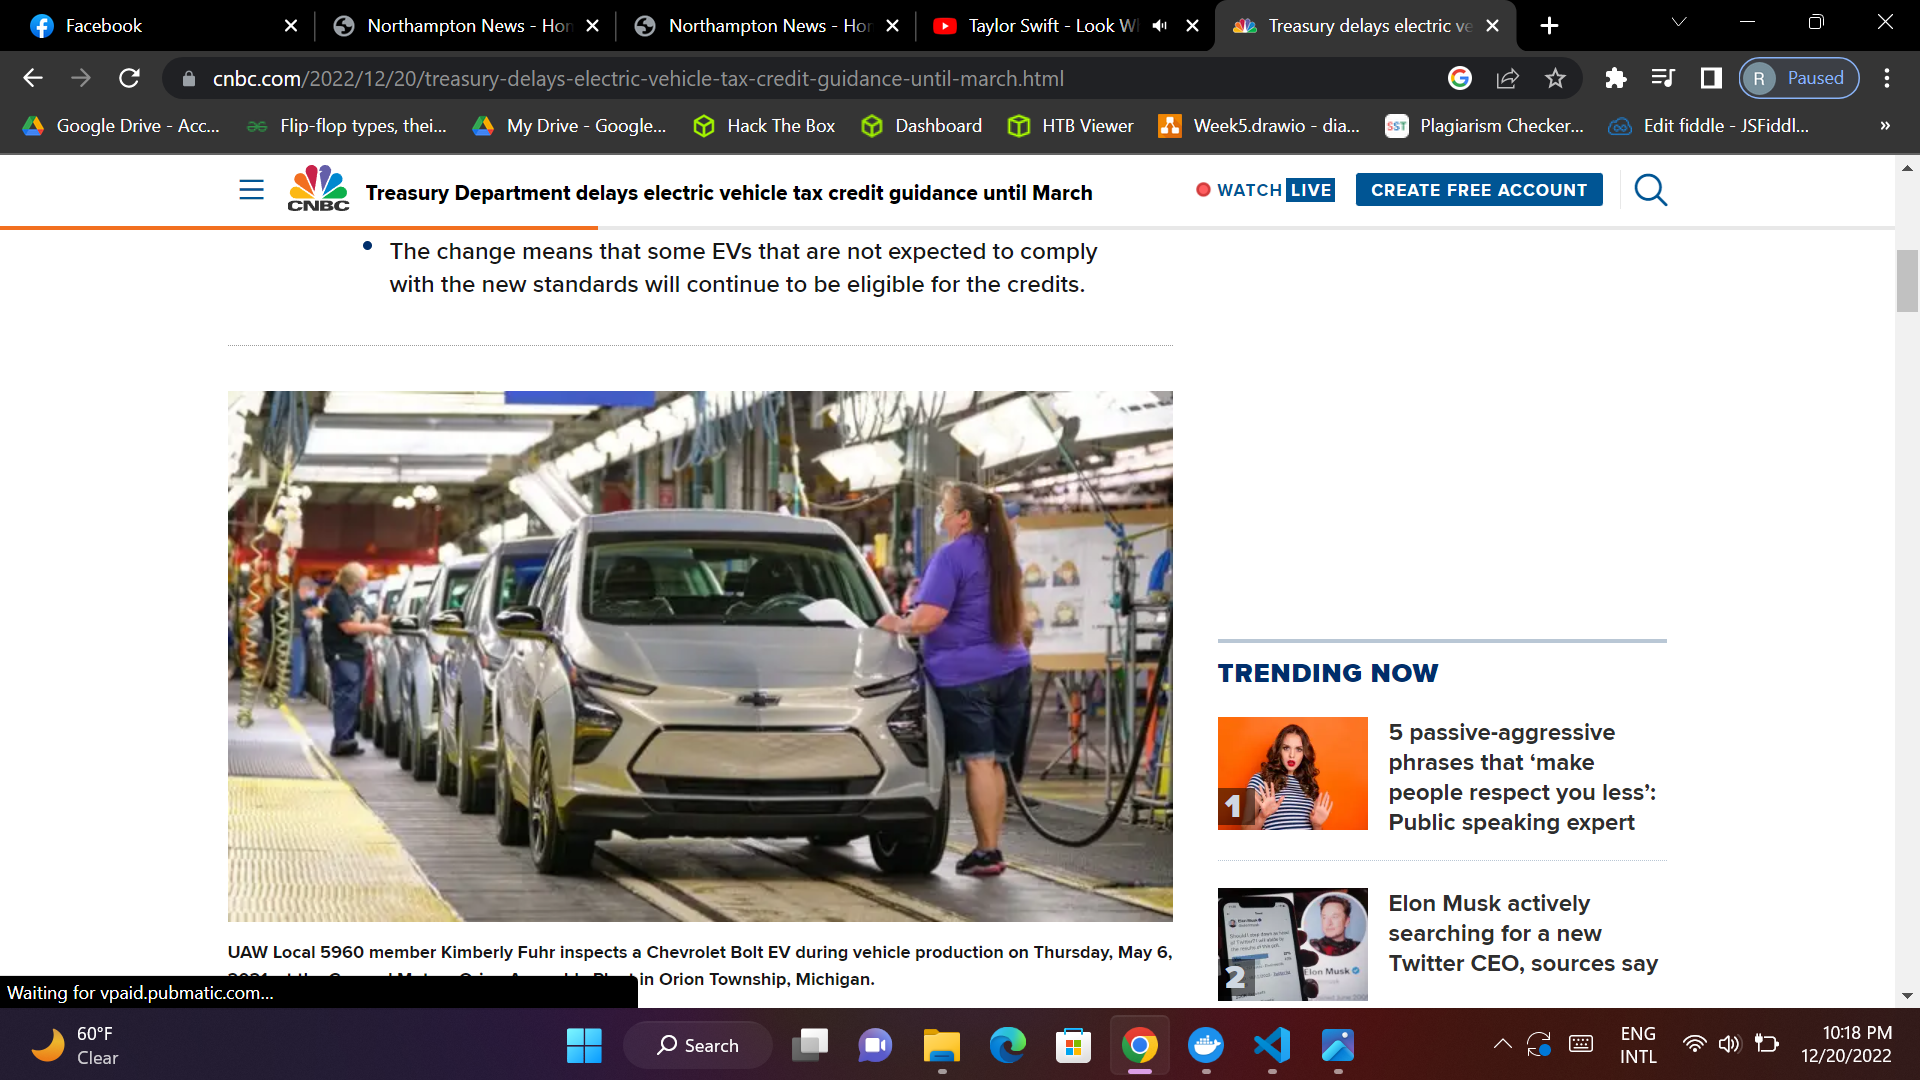 Facebook
Northampton News - Hon
Northampton News - Hon
Taylor Swift - Look W
Treasury delays electric ve
cnbc.com/2022/12/20/treasury-delays-electric-vehicle-tax-credit-guidance-until-march.html
R Paused
Google Drive - Acc...
Flip-flop types, thei...
My Drive - Google...
Hack The Box
Dashboard
HTB Viewer
Week5.drawio - dia...
SST Plagiarism Checker...
Edit fiddle - JSFiddl...
»
CNBC
Treasury Department delays electric vehicle tax credit guidance until March
WATCH LIVE
CREATE FREE ACCOUNT
• The change means that some EVs that are not expected to comply
with the new standards will continue to be eligible for the credits.
UAW Local 5960 member Kimberly Fuhr inspects a Chevrolet Bolt EV during vehicle production on Thursday, May 6,
in Orion Township, Michigan.
TRENDING NOW
1
5 passive-aggressive
phrases that ‘make
people respect you less’:
Public speaking expert
2
Elon Musk
Elon Musk actively
searching for a new
Twitter CEO, sources say
Waiting for vpaid.pubmatic.com...
60°F
Clear
Search
ENG
INTL
10:18 PM
12/20/2022